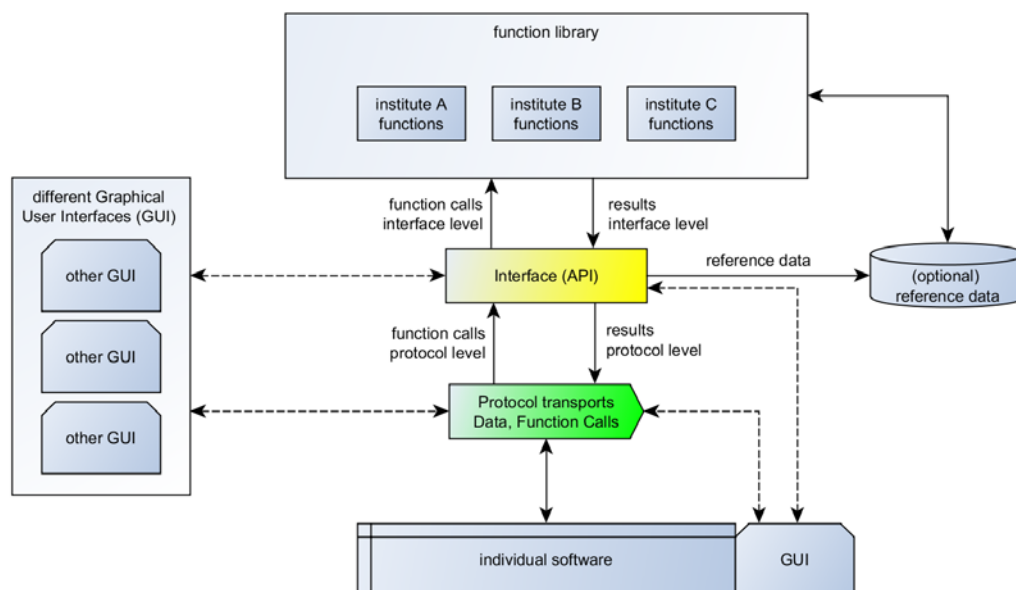 function library
institute A
functions
institute B
functions
institute C
functions
different Graphical
User Interfaces (GUI)
function calls
interface level
results
interface level
other GUI
Interface (API)
reference data
(optional)
reference data
other GUI
function calls
protocol level
results
protocol level
other GUI
Protocol transports
Data, Function Calls
individual software
GUI